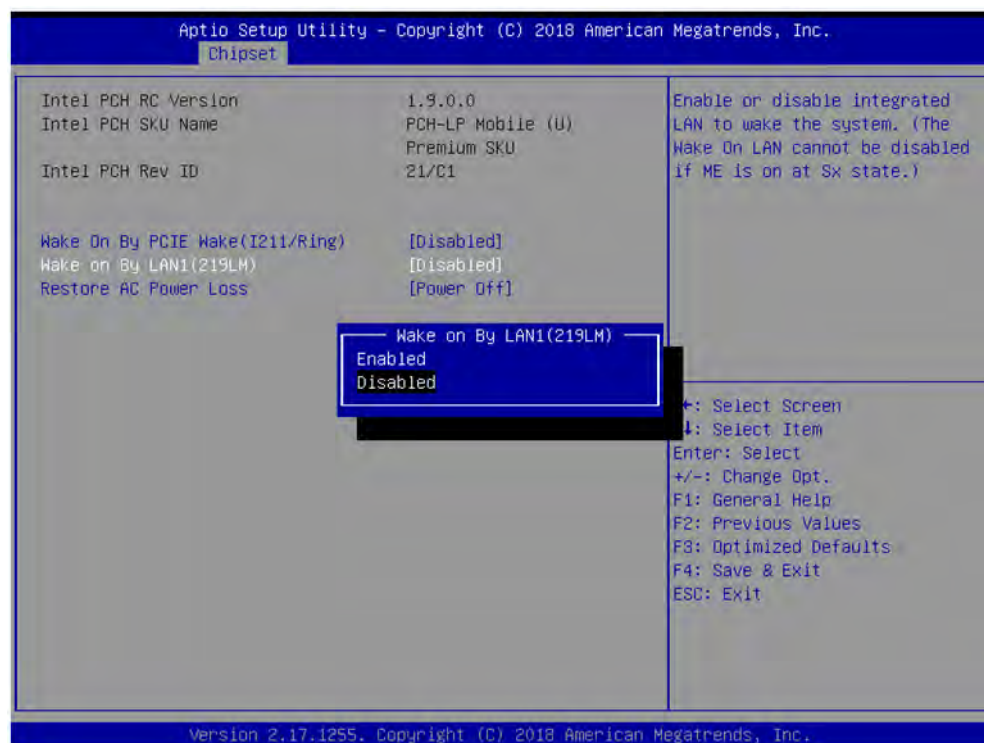 Aptio Setup Utility - Copyright (C) 2018 American Megatrends, Inc.
Chipset
Intel PCH RC Version 1.9.0.0
Intel PCH SKU Name PCH-LP Mobile (U)
Premium SKU
Intel PCH Rev ID 21/C1
Wake On By PCIE Wake(I211/Ring) [Disabled]
Wake on By LAN1(219LM) [Disabled]
Restore AC Power Loss [Power Off]
Wake on By LAN1(219LM)
Enabled
Disabled
Enable or disable integrated
LAN to wake the system. (The
Wake On LAN cannot be disabled
if ME is on at Sx state.)
: Select Screen
: Select Item
Enter: Select
+/-: Change Opt.
F1: General Help
F2: Previous Values
F3: Optimized Defaults
F4: Save & Exit
ESC: Exit
Version 2.17.1255. Copyright (C) 2018 American Megatrends, Inc.